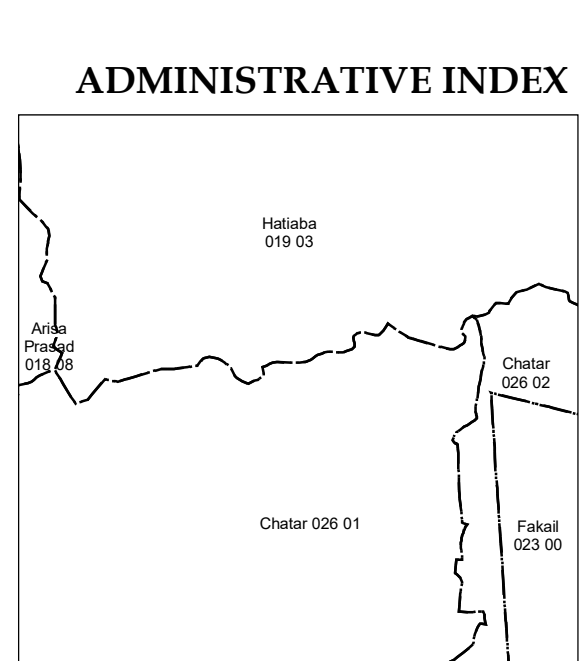 ADMINISTRATIVE INDEX
Hatiaba
019 03
Arisa
Prasad
018 08
Chatar
026 02
Chatar 026 01
Fakail
023 00